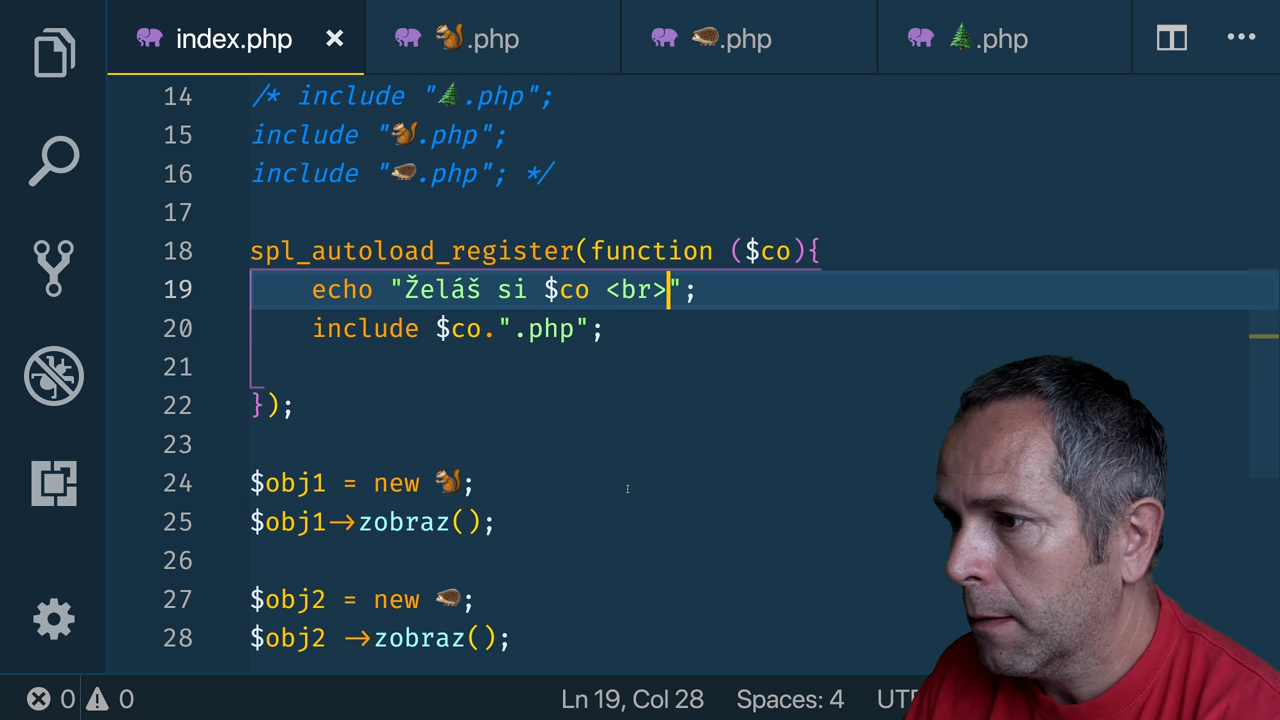 index.php × 🐿️.php 🦔.php 🌲.php
14 /* include "🌲.php";
15 include "🐿️.php";
16 include "🦔.php"; */
17
18 spl_autoload_register(function ($co){
19 echo "Želáš si $co <br>";
20 include $co.".php";
21
22 });
23
24 $obj1 = new 🐿️;
25 $obj1->zobraz();
26
27 $obj2 = new 🦔;
28 $obj2 ->zobraz();
0 0 Ln 19, Col 28 Spaces: 4